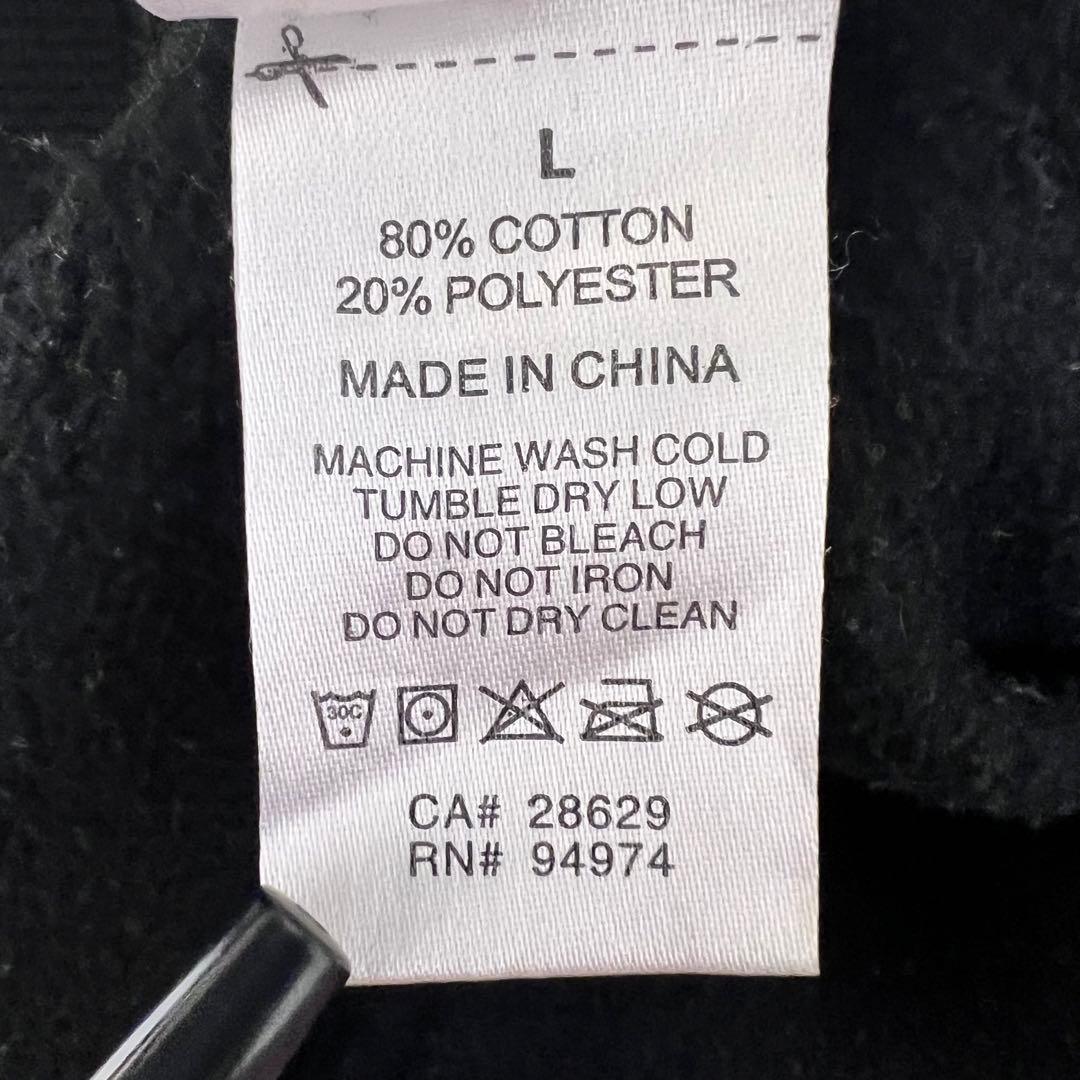 L
80% COTTON
20% POLYESTER
MADE IN CHINA
MACHINE WASH COLD
TUMBLE DRY LOW
DO NOT BLEACH
DO NOT IRON
DO NOT DRY CLEAN
30C
CA# 28629
RN# 94974